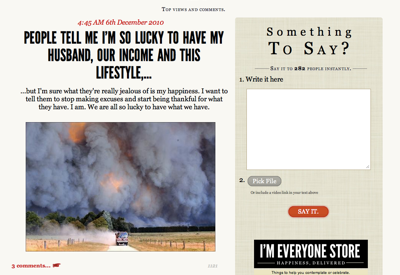 Top views and comments.
4:45 AM 6th December 2010
PEOPLE TELL ME I'M SO LUCKY TO HAVE MY
HUSBAND, OUR INCOME AND THIS
LIFESTYLE,...
...but I'm sure what they're really jealous of is my happiness. I want to
tell them to stop making excuses and start being thankful for what
they have. I am. We are all so lucky to have what we have.
3 comments...
Something
To Say?
Say it to 282 people instantly.
1. Write it here
2. Pick File
Or include a video link in your text above
SAY IT.
I'M EVERYONE STORE
HAPPINESS, DELIVERED
Things to help you contemplate or celebrate.